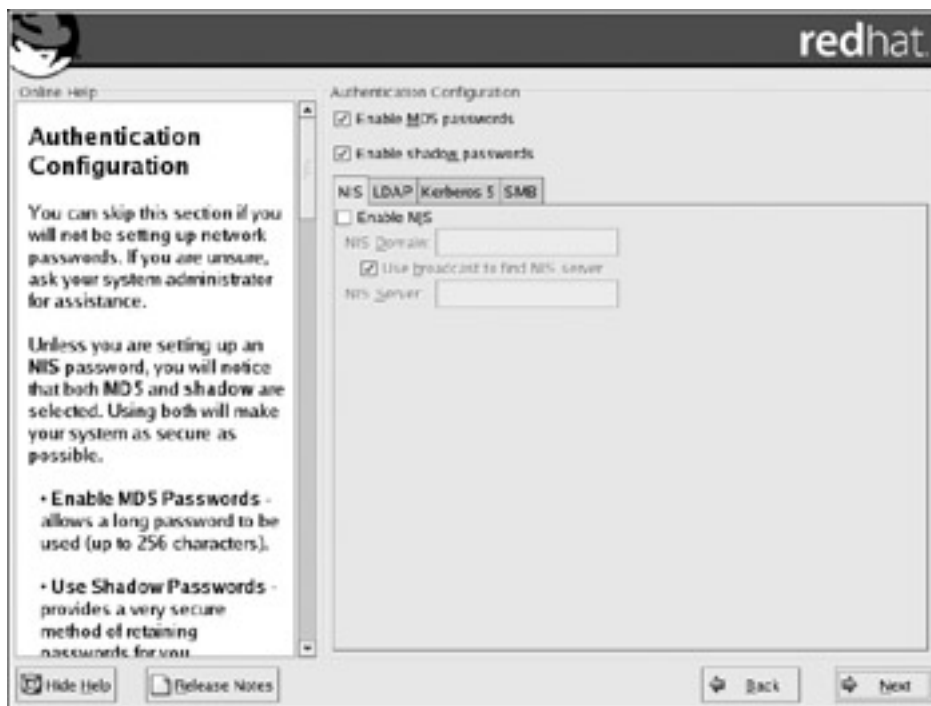 redhat.
Online Help
Authentication
Configuration
You can skip this section if you
will not be setting up network
passwords. If you are unsure,
ask your system administrator
for assistance.
Unless you are setting up an
NIS password, you will notice
that both MD5 and shadow are
selected. Using both will make
your system as secure as
possible.
• Enable MD5 Passwords -
allows a long password to be
used (up to 256 characters).
• Use Shadow Passwords -
provides a very secure
method of retaining
passwords for you
Authentication Configuration
Enable MD5 passwords
Enable shadow passwords
NIS LDAP Kerberos 5 SMB
Enable NIS
NIS Domain:
Use broadcast to find NIS server
NIS Server:
Hide Help
Release Notes
Back
Next